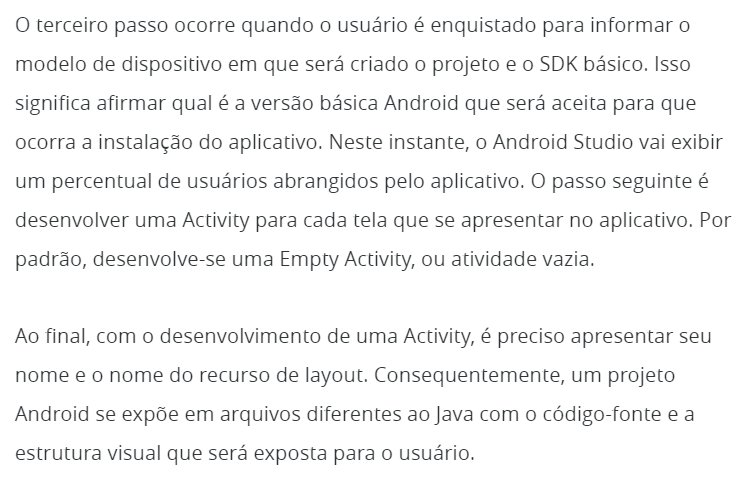 O terceiro passo ocorre quando o usuário é enquistado para informar o
modelo de dispositivo em que será criado o projeto e o SDK básico. Isso
significa afirmar qual é a versão básica Android que será aceita para que
ocorra a instalação do aplicativo. Neste instante, o Android Studio vai exibir
um percentual de usuários abrangidos pelo aplicativo. O passo seguinte é
desenvolver uma Activity para cada tela que se apresentar no aplicativo. Por
padrão, desenvolve-se uma Empty Activity, ou atividade vazia.
Ao final, com o desenvolvimento de uma Activity, é preciso apresentar seu
nome e o nome do recurso de layout. Consequentemente, um projeto
Android se expõe em arquivos diferentes ao Java com o código-fonte e a
estrutura visual que será exposta para o usuário.